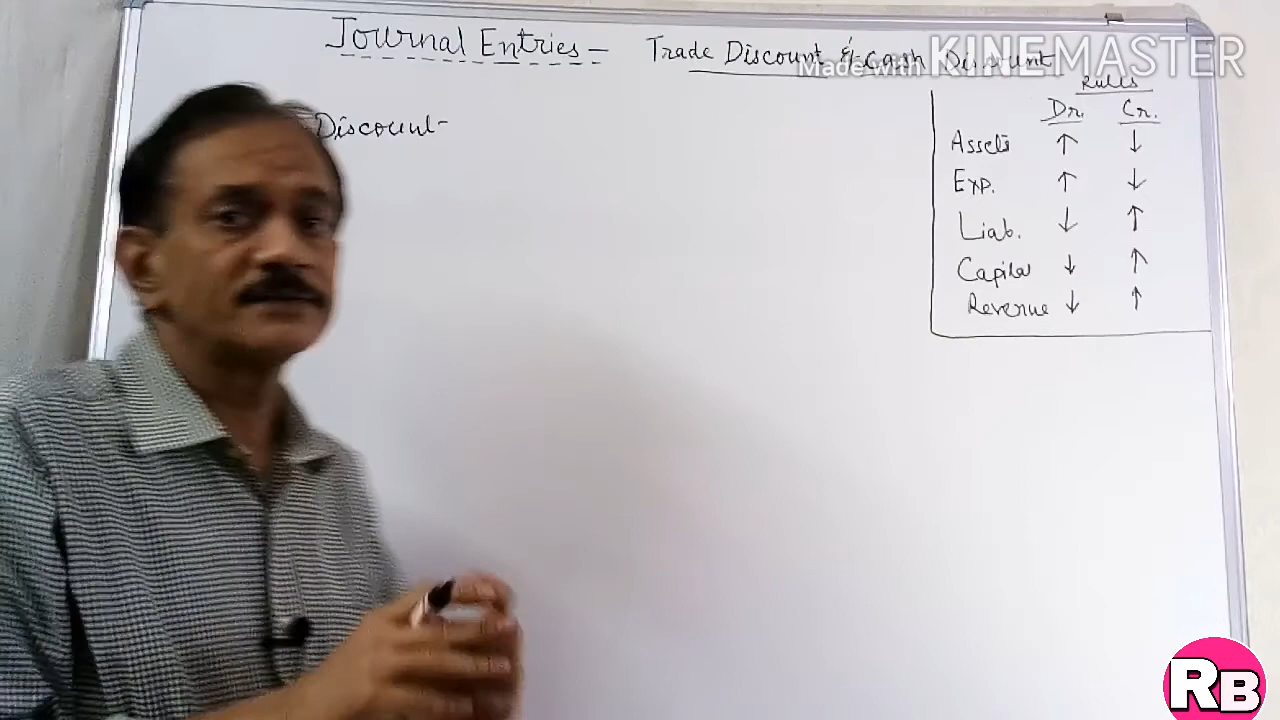 Journal Entries - Trade Discount & Cash Discount
Made with KINEMASTER
Rules
Discount-
Dr. Cr.
Assets ↑ ↓
Exp. ↑ ↓
Liab. ↓ ↑
Capital ↓ ↑
Revenue ↓ ↑
RB